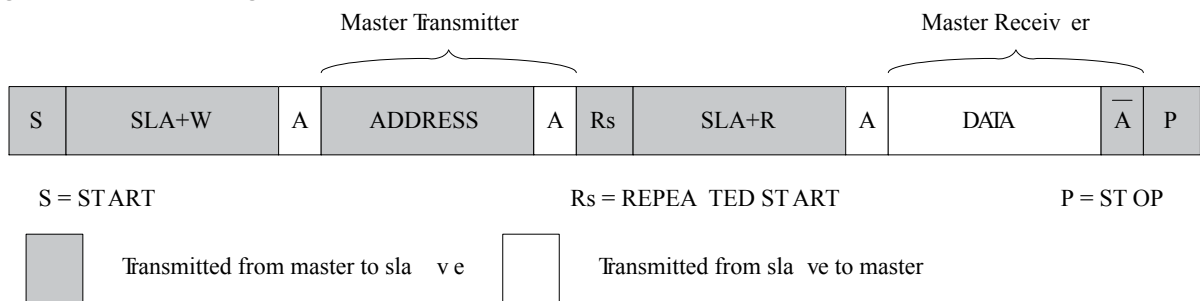 Master Transmitter Master Receiv er
S SLA+W A ADDRESS A Rs SLA+R A DATA A̅ P
S = ST ART Rs = REPEA TED ST ART P = ST OP
Transmitted from master to sla v e Transmitted from sla ve to master